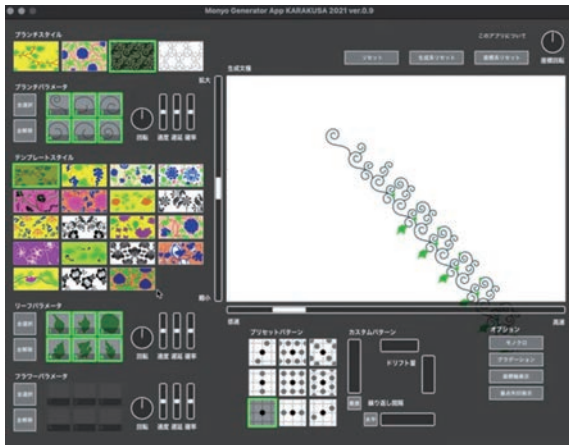 Monyo Generator App KARAKUSA 2021 ver.0.9
ブランチスタイル
このアプリについて
リセット
生成系リセット
座標系リセット
座標回転
生成文様
拡大
ブランチパラメータ
全選択
全解除
回転
速度
遅延
確率
テンプレートスタイル
縮小
低速
高速
リーフパラメータ
全選択
全解除
回転
速度
遅延
確率
プリセットパターン
カスタムパターン
ドリフト量
繰り返し間隔
オプション
モノクロ
グラデーション
フラワーパラメータ
全選択
全解除
回転
速度
遅延
確率